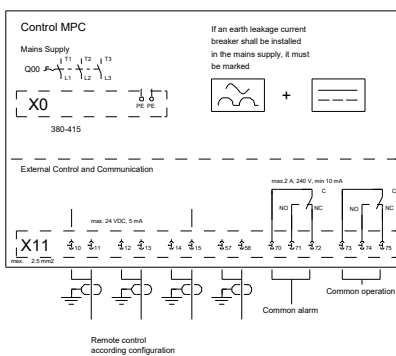 Control MPC
Mains Supply
T1 T2 T3
Q00
L1 L2 L3
X0
PE PE
380-415
If an earth leakage current
breaker shall be installed
in the mains supply, it must
be marked
+
External Control and Communication
max. 24 VDC, 5 mA
max.2 A, 240 V, min 10 mA
C C
NO NC NO NC
X11
10 11 12 13 14 15 57 58 70 71 72 73 74 75
max. 2.5 mm2
Common operation
Common alarm
Remote control
according configuration